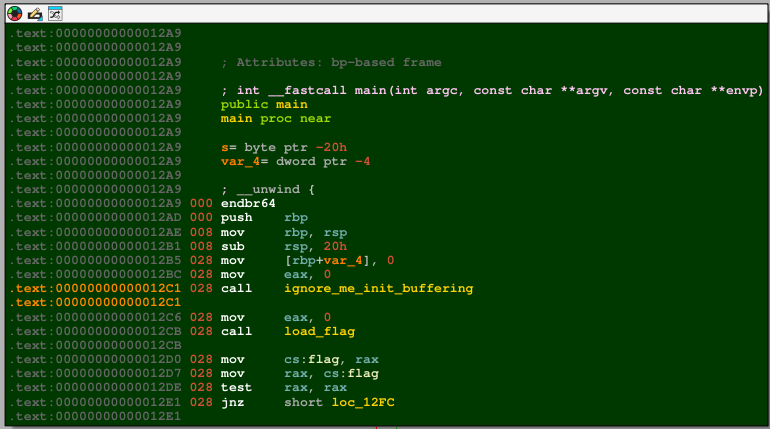 .text:00000000000012A9
.text:00000000000012A9
.text:00000000000012A9 ; Attributes: bp-based frame
.text:00000000000012A9
.text:00000000000012A9 ; int __fastcall main(int argc, const char **argv, const char **envp)
.text:00000000000012A9 public main
.text:00000000000012A9 main proc near
.text:00000000000012A9
.text:00000000000012A9 s= byte ptr -20h
.text:00000000000012A9 var_4= dword ptr -4
.text:00000000000012A9
.text:00000000000012A9 ; __unwind {
.text:00000000000012A9 000 endbr64
.text:00000000000012AD 000 push rbp
.text:00000000000012AE 008 mov rbp, rsp
.text:00000000000012B1 008 sub rsp, 20h
.text:00000000000012B5 028 mov [rbp+var_4], 0
.text:00000000000012BC 028 mov eax, 0
.text:00000000000012C1 028 call ignore_me_init_buffering
.text:00000000000012C1
.text:00000000000012C6 028 mov eax, 0
.text:00000000000012CB 028 call load_flag
.text:00000000000012CB
.text:00000000000012D0 028 mov cs:flag, rax
.text:00000000000012D7 028 mov rax, cs:flag
.text:00000000000012DE 028 test rax, rax
.text:00000000000012E1 028 jnz short loc_12FC
.text:00000000000012E1